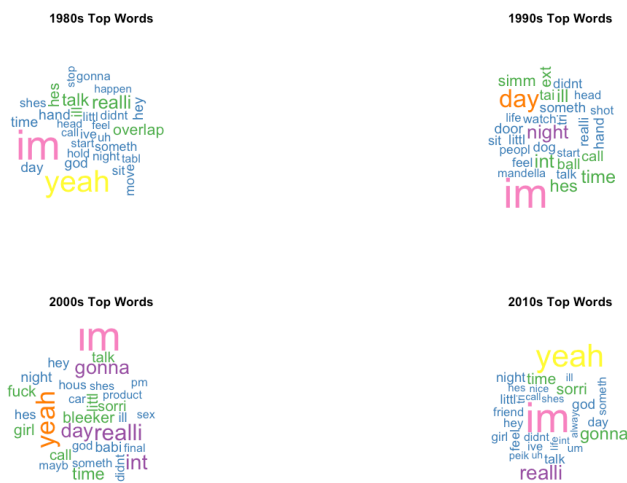 1980s Top Words
stop
gonna
happen
hes
talk
realli
shes
hand
ill
littl
didnt
hey
time
head
feel
call
ive
uh
overlap
im
start
someth
hold
night
tabl
day
god
sit
move
yeah
1990s Top Words
simm
ext
didnt
day
tai
ill
head
someth
life
watch
tri
shot
door
night
realli
hand
sit
littl
peopl
dog
start
call
feel
int
ball
mandella
talk
time
im
hes
2000s Top Words
im
talk
hey
gonna
night
hous
shes
pm
fuck
car
littl
product
sorri
hes
yeah
bleeker
ill
sex
girl
day
realli
god
babi
final
call
int
mayb
someth
didnt
time
2010s Top Words
yeah
night
time
ill
hes
nice
sorri
someth
littl
tri
call
shes
god
friend
im
alway
day
hey
girl
feel
didnt
life
int
gonna
ive
um
peik
uh
talk
realli